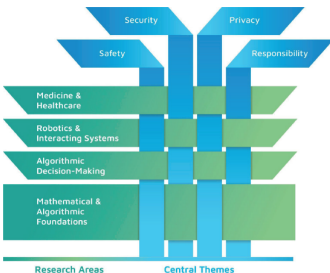 Security
Privacy
Safety
Responsibility
Medicine &
Healthcare
Robotics &
Interacting Systems
Algorithmic
Decision-Making
Mathematical &
Algorithmic
Foundations
Research Areas
Central Themes